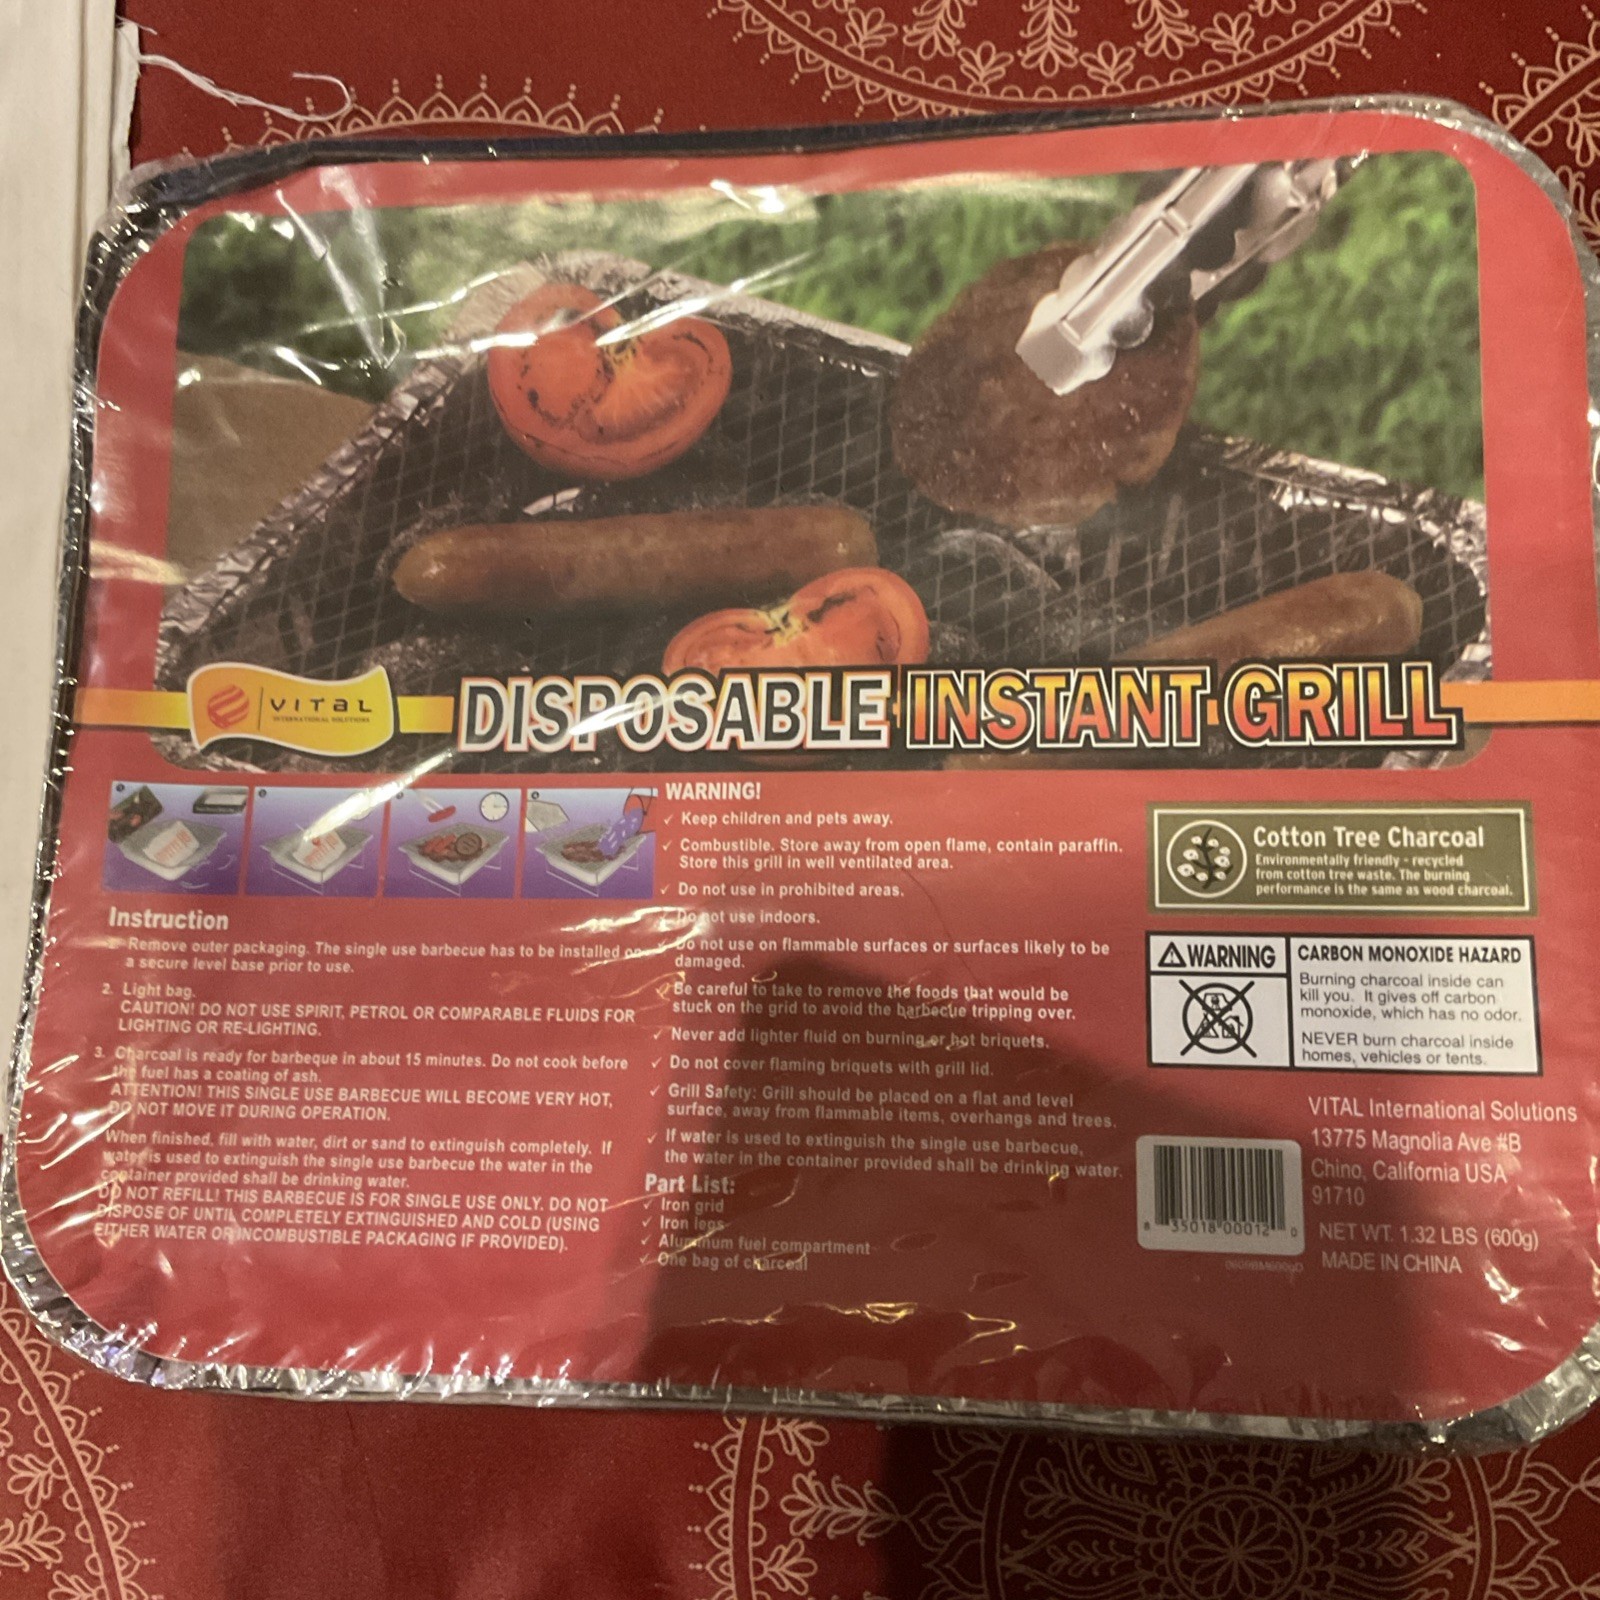 VITAL
INTERNATIONAL SOLUTIONS
DISPOSABLE INSTANT GRILL
Instruction
1. Remove outer packaging. The single use barbecue has to be installed on
a secure level base prior to use.
2. Light bag.
CAUTION! DO NOT USE SPIRIT, PETROL OR COMPARABLE FLUIDS FOR
LIGHTING OR RE-LIGHTING.
3. Charcoal is ready for barbeque in about 15 minutes. Do not cook before
the fuel has a coating of ash.
ATTENTION! THIS SINGLE USE BARBECUE WILL BECOME VERY HOT,
DO NOT MOVE IT DURING OPERATION.
When finished, fill with water, dirt or sand to extinguish completely. If
water is used to extinguish the single use barbecue the water in the
container provided shall be drinking water.
DO NOT REFILL! THIS BARBECUE IS FOR SINGLE USE ONLY. DO NOT
DISPOSE OF UNTIL COMPLETELY EXTINGUISHED AND COLD (USING
EITHER WATER OR INCOMBUSTIBLE PACKAGING IF PROVIDED).
WARNING!
✓ Keep children and pets away.
✓ Combustible. Store away from open flame, contain paraffin.
Store this grill in well ventilated area.
✓ Do not use in prohibited areas.
✓ Do not use indoors.
✓ Do not use on flammable surfaces or surfaces likely to be
damaged.
✓ Be careful to take to remove the foods that would be
stuck on the grid to avoid the barbecue tripping over.
✓ Never add lighter fluid on burning or hot briquets.
✓ Do not cover flaming briquets with grill lid.
✓ Grill Safety: Grill should be placed on a flat and level
surface, away from flammable items, overhangs and trees.
✓ If water is used to extinguish the single use barbecue,
the water in the container provided shall be drinking water.
Part List:
✓ Iron grid
✓ Iron legs
✓ Aluminum fuel compartment
✓ One bag of charcoal
Cotton Tree Charcoal
Environmentally friendly - recycled
from cotton tree waste. The burning
performance is the same as wood charcoal.
WARNING
CARBON MONOXIDE HAZARD
Burning charcoal inside can
kill you. It gives off carbon
monoxide, which has no odor.
NEVER burn charcoal inside
homes, vehicles or tents.
VITAL International Solutions
13775 Magnolia Ave #B
Chino, California USA
91710
NET WT. 1.32 LBS (600g)
MADE IN CHINA
8 35018 00012 0